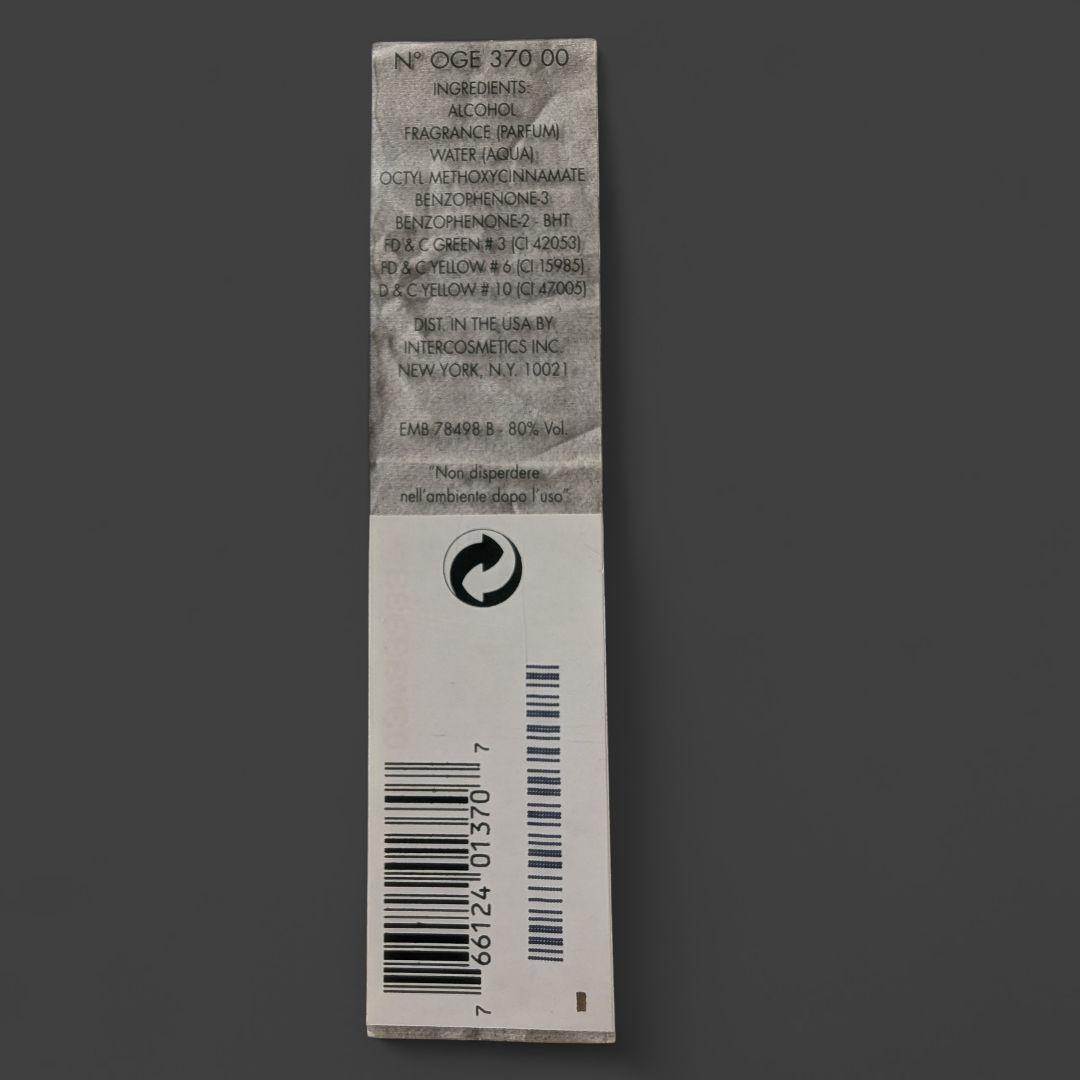 N° OGE 370 00
INGREDIENTS:
ALCOHOL
FRAGRANCE (PARFUM)
WATER (AQUA)
OCTYL METHOXYCINNAMATE
BENZOPHENONE-3
BENZOPHENONE-2 - BHT
FD & C GREEN # 3 (CI 42053)
FD & C YELLOW # 6 (CI 15985)
D & C YELLOW # 10 (CI 47005)
DIST. IN THE USA BY
INTERCOSMETICS INC.
NEW YORK, N.Y. 10021
EMB 78498 B - 80% Vol.
"Non disperdere
nell'ambiente dopo l'uso"
7 66124 01370 7